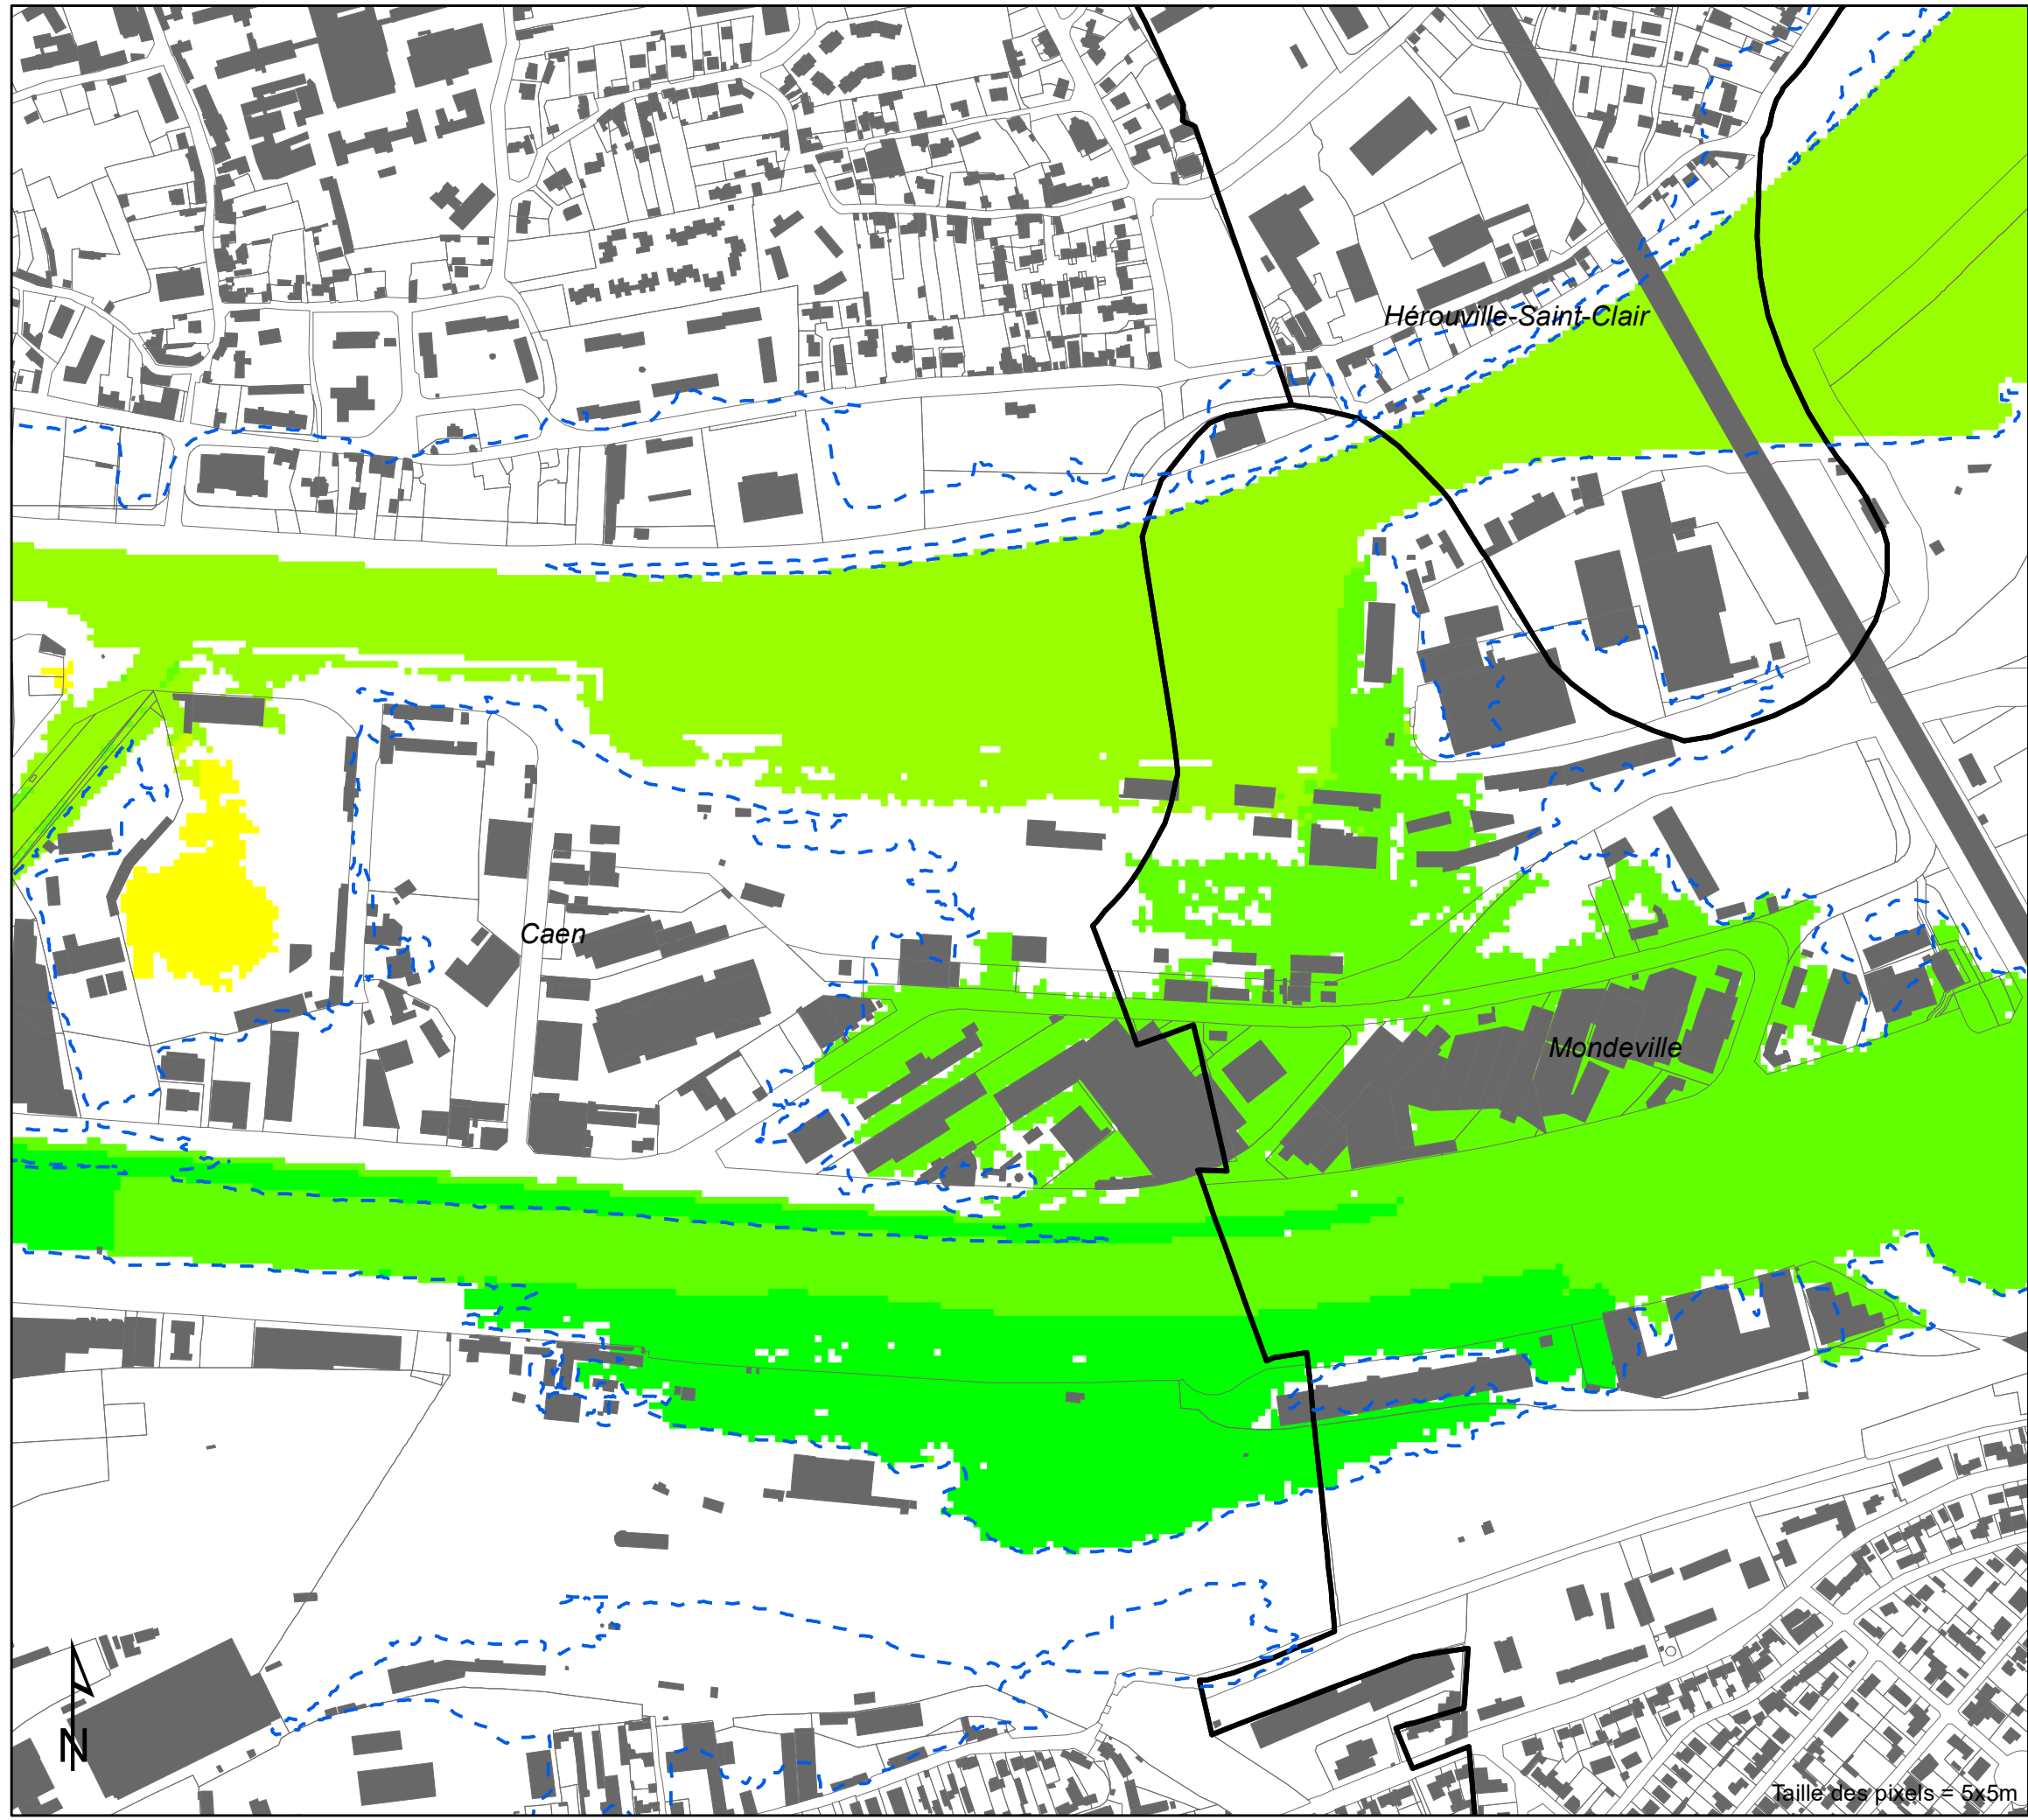 Hérouville-Saint-Clair
Caen
Mondeville
N
Taille des pixels = 5x5m